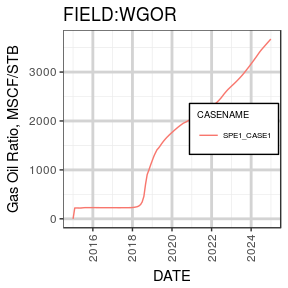 FIELD:WGOR
Gas Oil Ratio, MSCF/STB
3000
2000
1000
0
CASENAME
SPE1_CASE1
2016
2018
2020
2022
2024
DATE